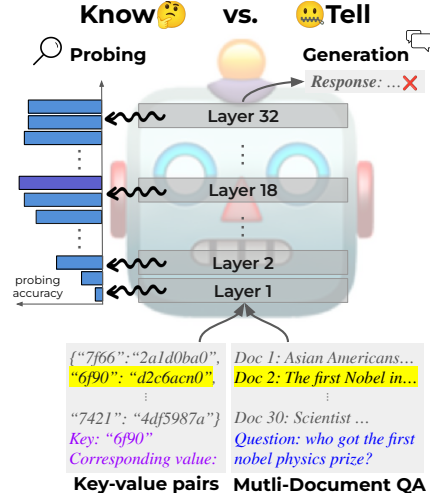 Know🤔 vs. 🤐Tell
Probing
Generation
Response: ...❌
Layer 32
Layer 18
Layer 2
Layer 1
probing
accuracy
{“7f66”:“2a1d0ba0”,
“6f90”: “d2c6acn0”,
“7421”: “4df5987a”}
Key: “6f90”
Corresponding value:
Key-value pairs
Doc 1: Asian Americans...
Doc 2: The first Nobel in...
Doc 30: Scientist ...
Question: who got the first
nobel physics prize?
Mutli-Document QA